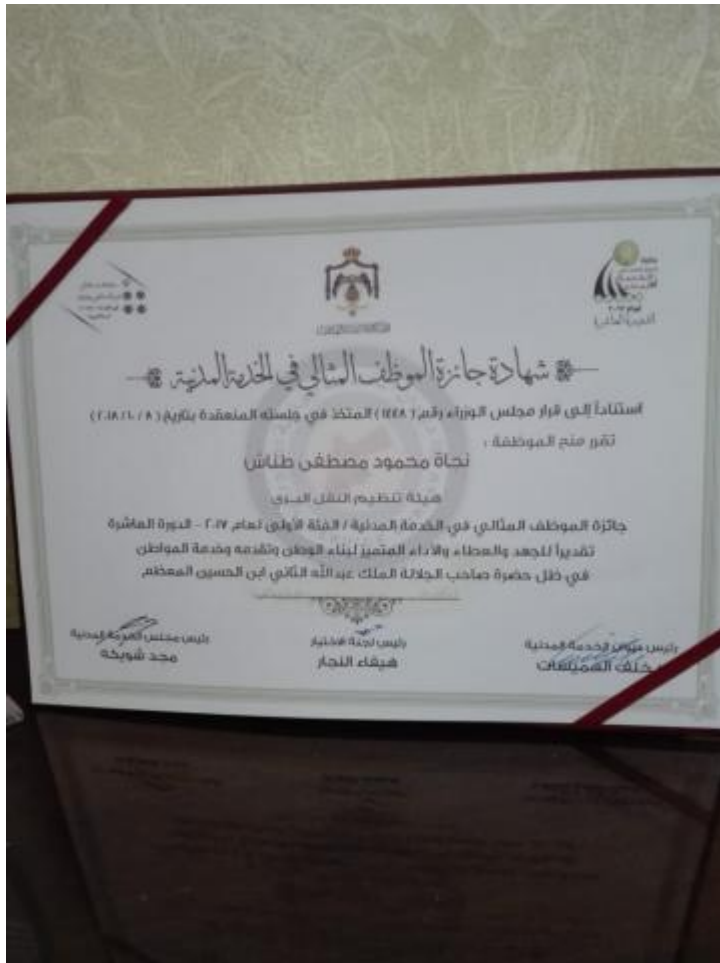 لعام ٢٠١٧
شهادة جائزة الموظف المثالي في الخدمة المدنية
استناداً إلى قرار مجلس الوزراء رقم ( ١٤٤٨ ) المتخذ في جلسته المنعقدة بتاريخ ( ٨ / ١٠ / ٢٠١٨ )
تقرر منح الموظفة :
نجاة محمود مصطفى طناش
هيئة تنظيم النقل البري
جائزة الموظف المثالي في الخدمة المدنية / الفئة الأولى لعام ٢٠١٧ - الدورة العاشرة
تقديراً للجهد والعطاء والأداء المتميز لبناء الوطن وتقدمه وخدمة المواطن
في ظل حضرة صاحب الجلالة الملك عبدالله الثاني ابن الحسين المعظم
رئيس ديوان الخدمة المدنية
خلف الهميسات
رئيس لجنة الاختيار
هيفاء النجار
رئيس مجلس الخدمة المدنية
مجد شويكه